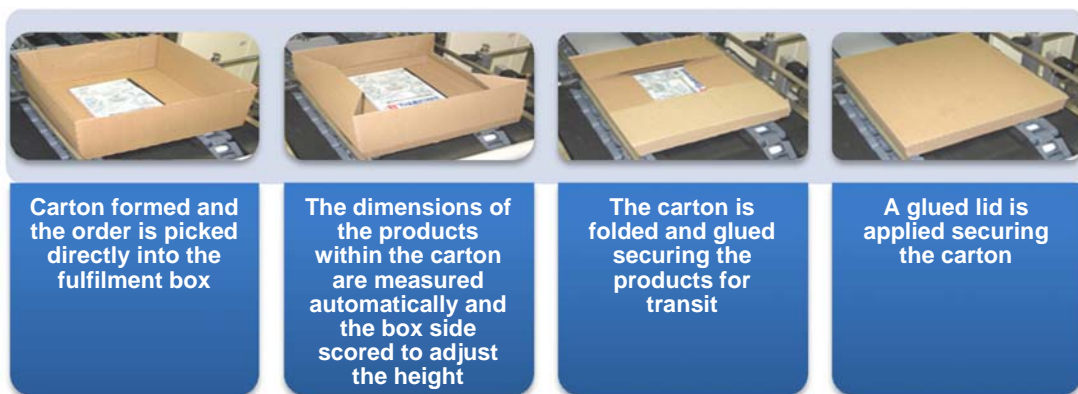 Carton formed and
the order is picked
directly into the
fulfilment box
The dimensions of
the products
within the carton
are measured
automatically and
the box side
scored to adjust
the height
The carton is
folded and glued
securing the
products for
transit
A glued lid is
applied securing
the carton